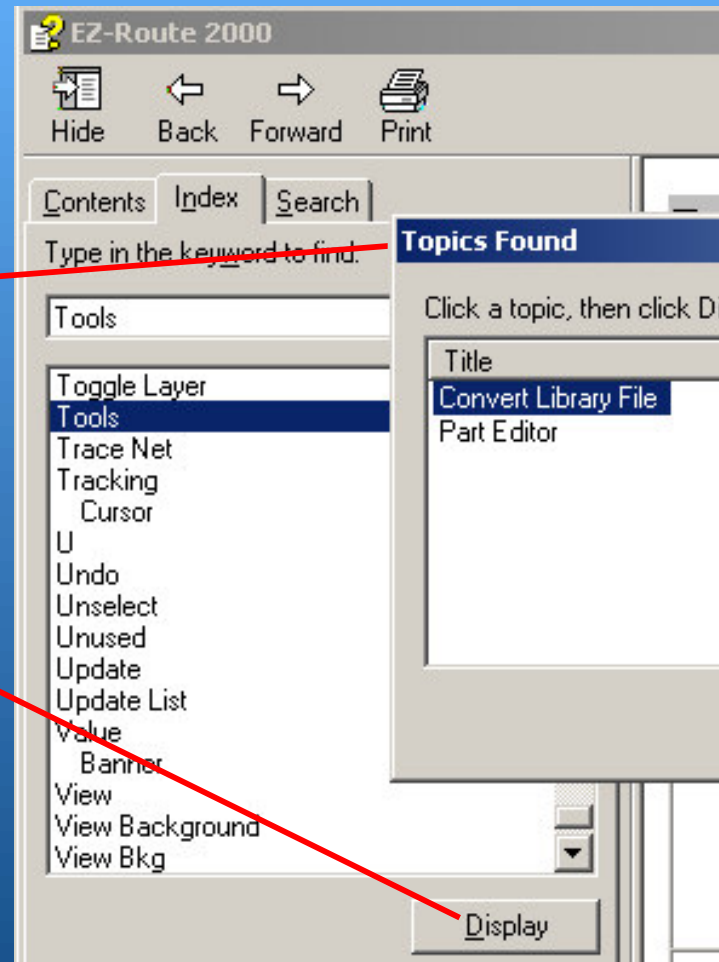 EZ-Route 2000
Hide Back Forward Print
Contents Index Search
Type in the keyword to find:
Tools
Toggle Layer
Tools
Trace Net
Tracking
Cursor
U
Undo
Unselect
Unused
Update
Update List
Value
Banner
View
View Background
View Bkg
Display
Topics Found
Click a topic, then click
Title
Convert Library File
Part Editor